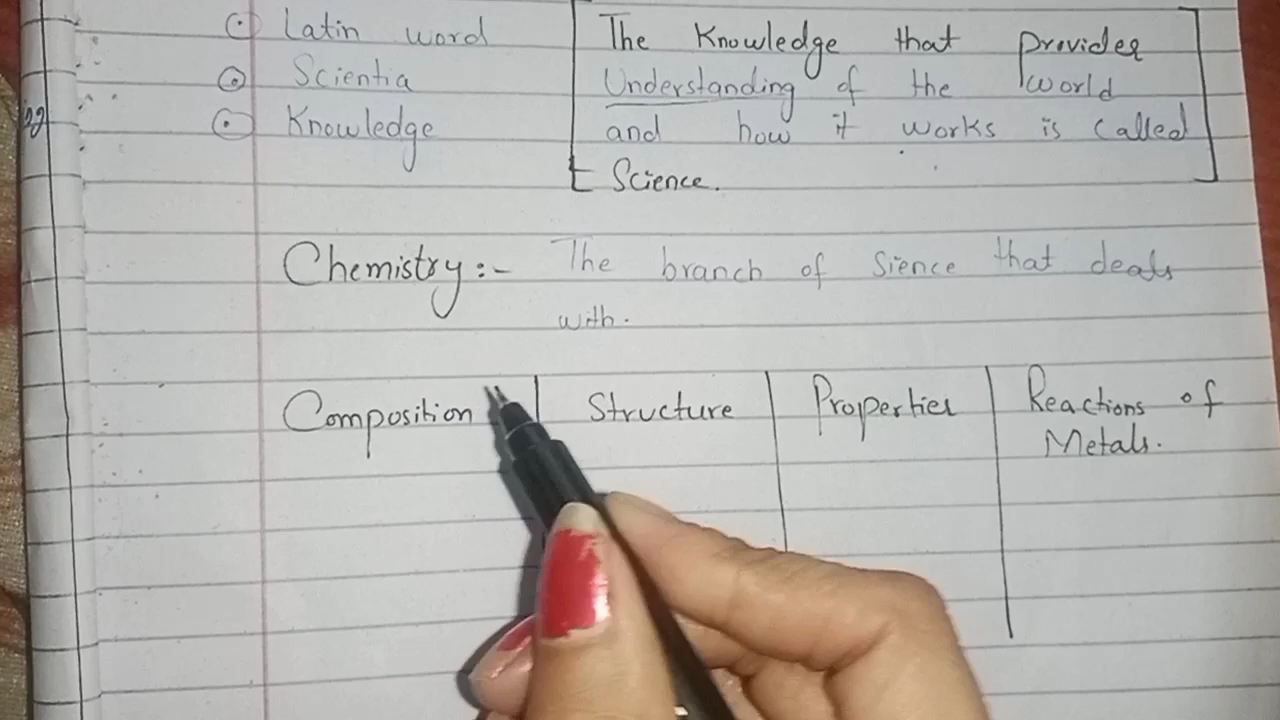 Latin word
Scientia
Knowledge
The Knowledge that provides
Understanding of the world
and how it works is called
Science.
Chemistry:- The branch of Sience that deals
with.
Composition
Structure
Properties
Reactions of
Metals.